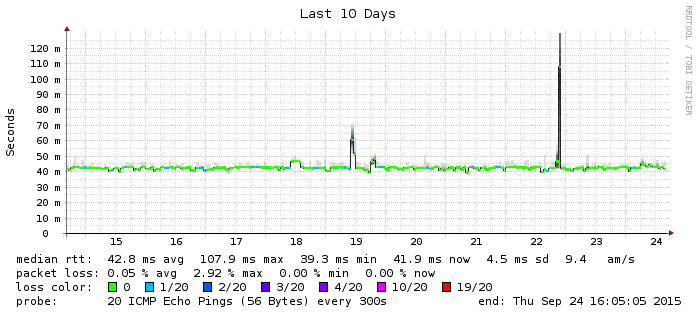 Last 10 Days
RRDTOOL / TOBI OETIKER
Seconds
120 m
110 m
100 m
90 m
80 m
70 m
60 m
50 m
40 m
30 m
20 m
10 m
0
15 16 17 18 19 20 21 22 23 24
median rtt: 42.8 ms avg 107.9 ms max 39.3 ms min 41.9 ms now 4.5 ms sd 9.4 am/s
packet loss: 0.05 % avg 2.92 % max 0.00 % min 0.00 % now
loss color: 0 1/20 2/20 3/20 4/20 10/20 19/20
probe: 20 ICMP Echo Pings (56 Bytes) every 300s end: Thu Sep 24 16:05:05 2015